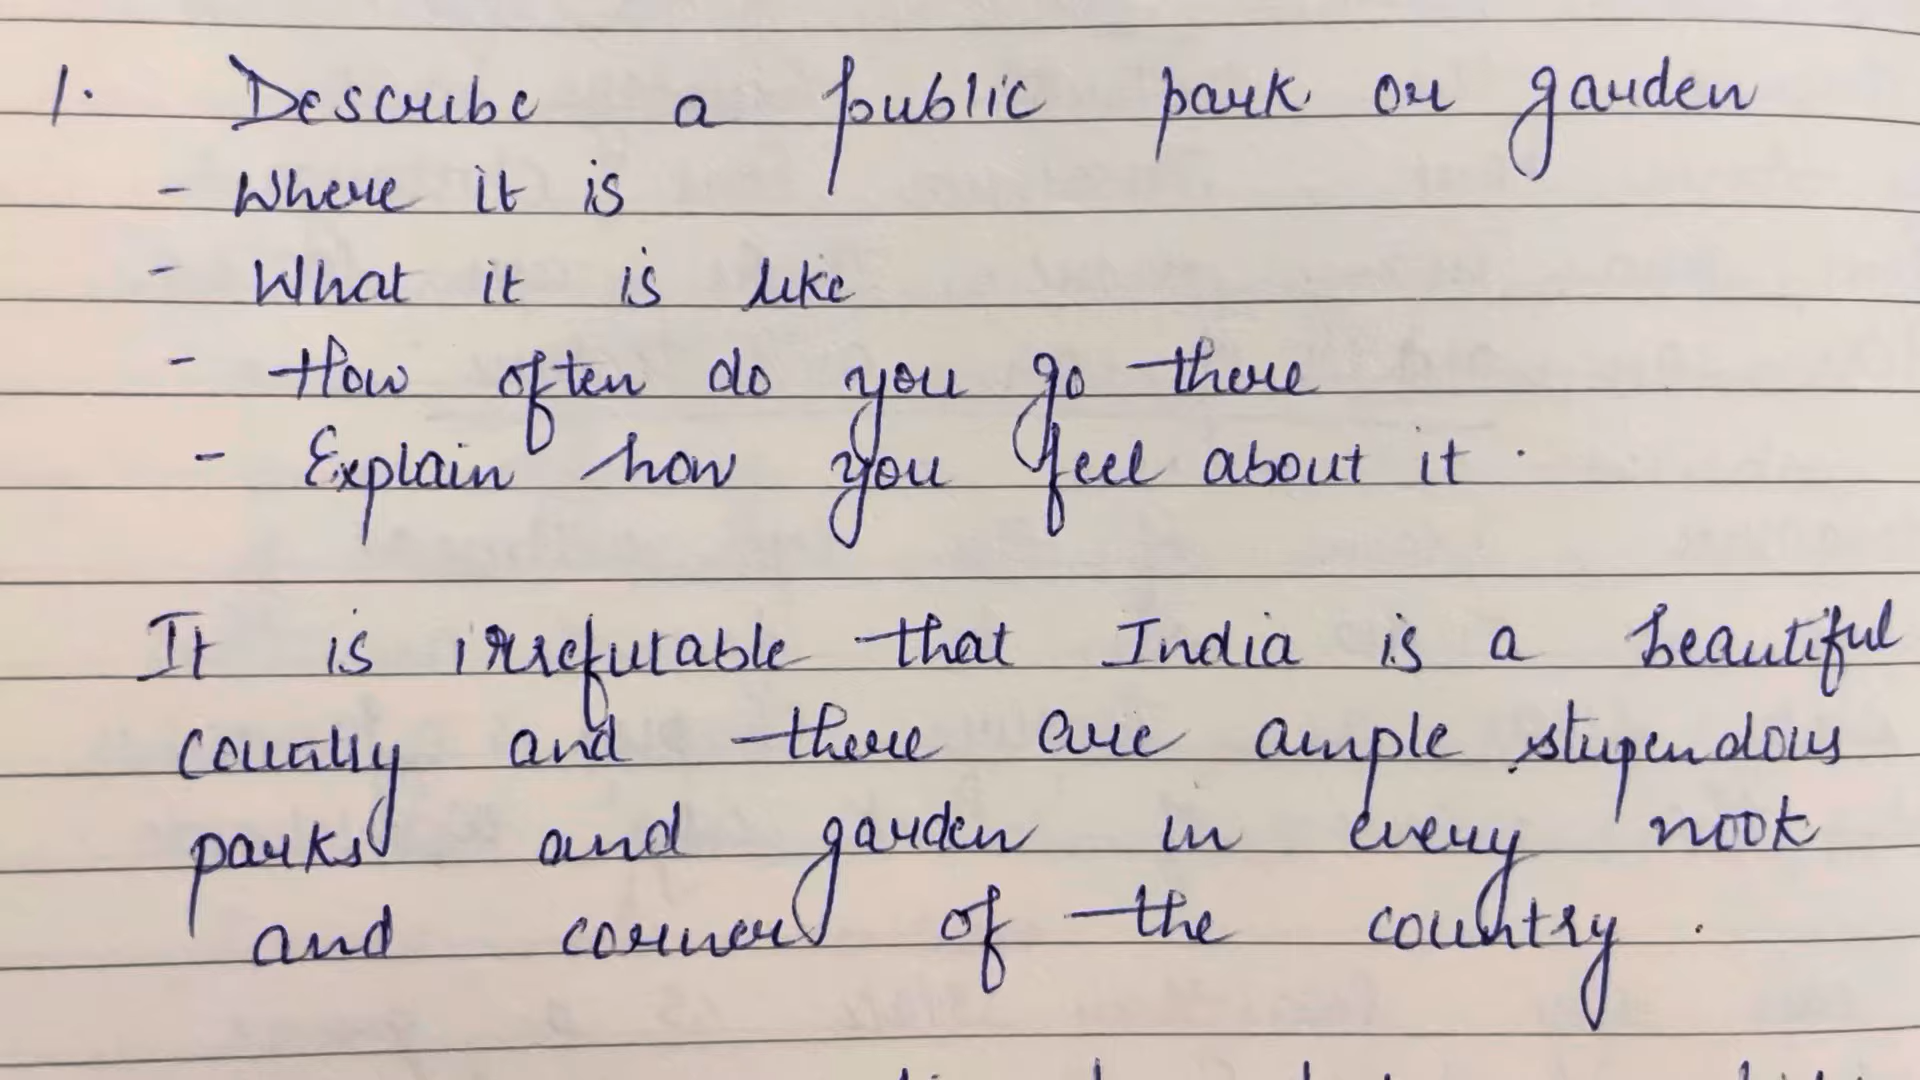 1. Describe a public park or garden
- Where it is
- What it is like
- How often do you go there
- Explain how you feel about it.
It is irrefutable that India is a beautiful
country and there are ample stupendous
parks and garden in every nook
and corner of the country.